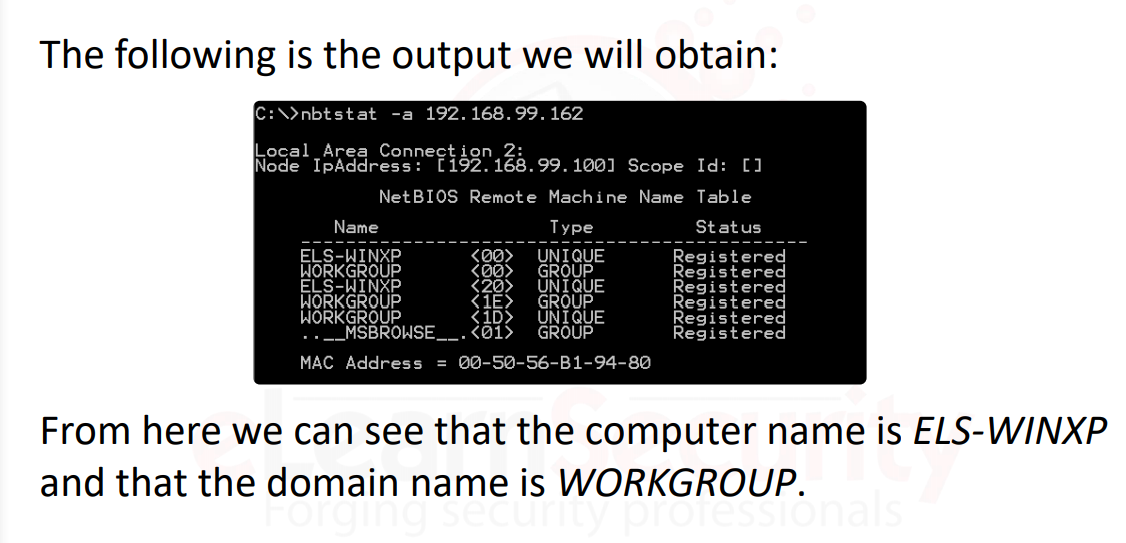 The following is the output we will obtain:
C:\>nbtstat -a 192.168.99.162
Local Area Connection 2:
Node IpAddress: [192.168.99.100] Scope Id: []
NetBIOS Remote Machine Name Table
Name Type Status
---------------------------------------------
ELS-WINXP <00> UNIQUE Registered
WORKGROUP <00> GROUP Registered
ELS-WINXP <20> UNIQUE Registered
WORKGROUP <1E> GROUP Registered
WORKGROUP <1D> UNIQUE Registered
..__MSBROWSE__.<01> GROUP Registered
MAC Address = 00-50-56-B1-94-80
From here we can see that the computer name is ELS-WINXP
and that the domain name is WORKGROUP.
eLearnSecurity
Forging security professionals